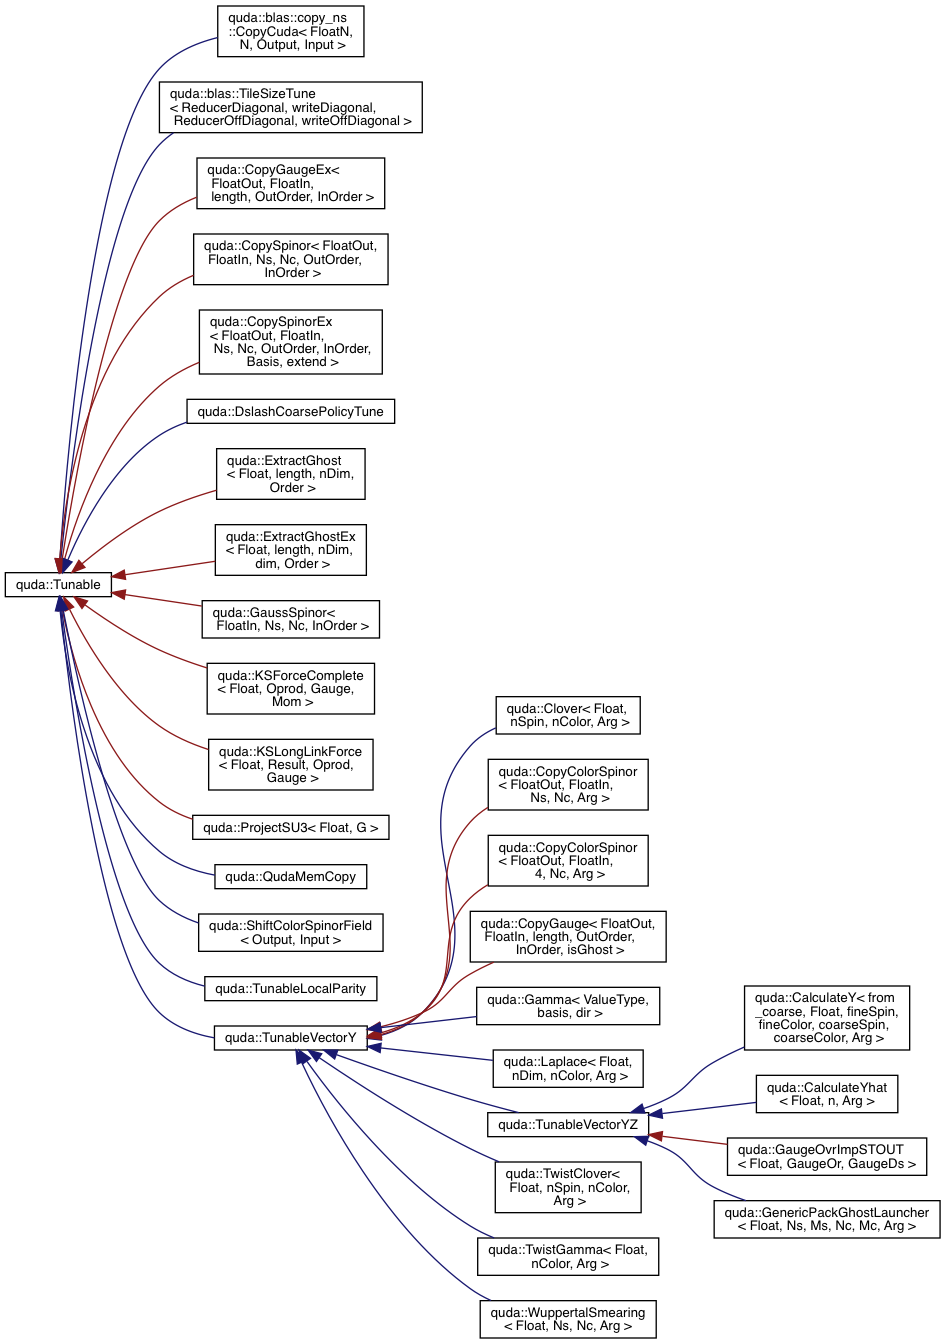 quda::blas::copy_ns
::CopyCuda< FloatN,
N, Output, Input >
quda::blas::TileSizeTune
< ReducerDiagonal, writeDiagonal,
ReducerOffDiagonal, writeOffDiagonal >
quda::CopyGaugeEx<
FloatOut, FloatIn,
length, OutOrder, InOrder >
quda::CopySpinor< FloatOut,
FloatIn, Ns, Nc, OutOrder,
InOrder >
quda::CopySpinorEx
< FloatOut, FloatIn,
Ns, Nc, OutOrder, InOrder,
Basis, extend >
quda::DslashCoarsePolicyTune
quda::ExtractGhost
< Float, length, nDim,
Order >
quda::ExtractGhostEx
< Float, length, nDim,
dim, Order >
quda::Tunable
quda::GaussSpinor<
FloatIn, Ns, Nc, InOrder >
quda::KSForceComplete
< Float, Oprod, Gauge,
Mom >
quda::KSLongLinkForce
< Float, Result, Oprod,
Gauge >
quda::ProjectSU3< Float, G >
quda::QudaMemCopy
quda::ShiftColorSpinorField
< Output, Input >
quda::TunableLocalParity
quda::TunableVectorY
quda::Clover< Float,
nSpin, nColor, Arg >
quda::CopyColorSpinor
< FloatOut, FloatIn,
Ns, Nc, Arg >
quda::CopyColorSpinor
< FloatOut, FloatIn,
4, Nc, Arg >
quda::CopyGauge< FloatOut,
FloatIn, length, OutOrder,
InOrder, isGhost >
quda::Gamma< ValueType,
basis, dir >
quda::Laplace< Float,
nDim, nColor, Arg >
quda::TunableVectorYZ
quda::TwistClover<
Float, nSpin, nColor,
Arg >
quda::TwistGamma< Float,
nColor, Arg >
quda::WuppertalSmearing
< Float, Ns, Nc, Arg >
quda::CalculateY< from
_coarse, Float, fineSpin,
fineColor, coarseSpin,
coarseColor, Arg >
quda::CalculateYhat
< Float, n, Arg >
quda::GaugeOvrImpSTOUT
< Float, GaugeOr, GaugeDs >
quda::GenericPackGhostLauncher
< Float, Ns, Ms, Nc, Mc, Arg >